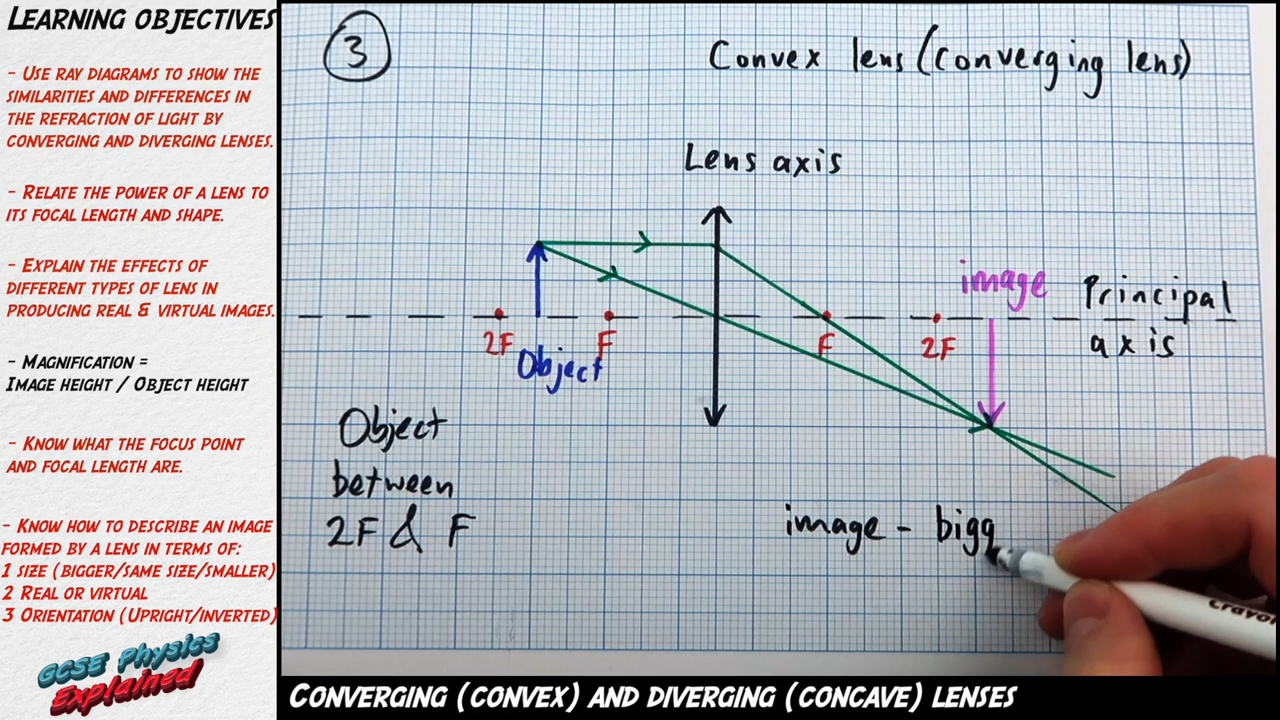 LEARNING OBJECTIVES
- USE RAY DIAGRAMS TO SHOW THE
SIMILARITIES AND DIFFERENCES IN
THE REFRACTION OF LIGHT BY
CONVERGING AND DIVERGING LENSES.
- RELATE THE POWER OF A LENS TO
ITS FOCAL LENGTH AND SHAPE.
- EXPLAIN THE EFFECTS OF
DIFFERENT TYPES OF LENS IN
PRODUCING REAL & VIRTUAL IMAGES.
- MAGNIFICATION =
IMAGE HEIGHT / OBJECT HEIGHT
- KNOW WHAT THE FOCUS POINT
AND FOCAL LENGTH ARE.
- KNOW HOW TO DESCRIBE AN IMAGE
FORMED BY A LENS IN TERMS OF:
1 SIZE (BIGGER/SAME SIZE/SMALLER)
2 REAL OR VIRTUAL
3 ORIENTATION (UPRIGHT/INVERTED)
GCSE Physics
Explained
3
Convex lens (converging lens)
Lens axis
image
Principal
axis
2F
F
F
2F
Object
Object
between
2F & F
image - bigg
Crayo
CONVERGING (CONVEX) AND DIVERGING (CONCAVE) LENSES